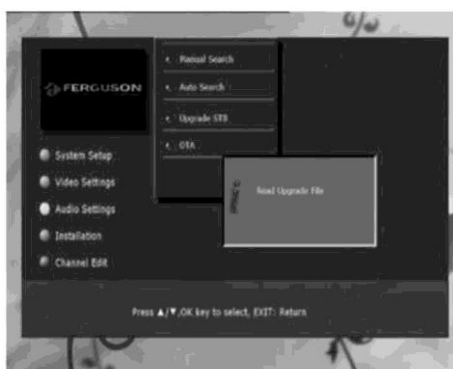 FERGUSON
Manual Search
Auto Search
Upgrade STB
OTA
Read Upgrade File
System Setup
Video Settings
Audio Settings
Installation
Channel Edit
Press ▲/▼,OK key to select, EXIT: Return